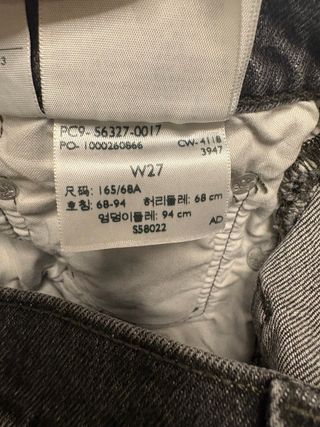 3
PC9- 56327-0017
PO- 1000260866 CW- 4118
3947
W27
尺码: 165/68A
호칭: 68-94 허리둘레: 68 cm
엉덩이둘레: 94 cm
S58022
AD